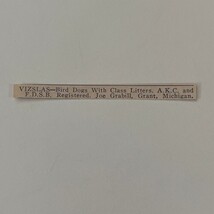 VIZSLAS—Bird Dogs With Class Litters. A.K.C. and
F.D.S.B. Registered. Joe Grabill, Grant, Michigan.